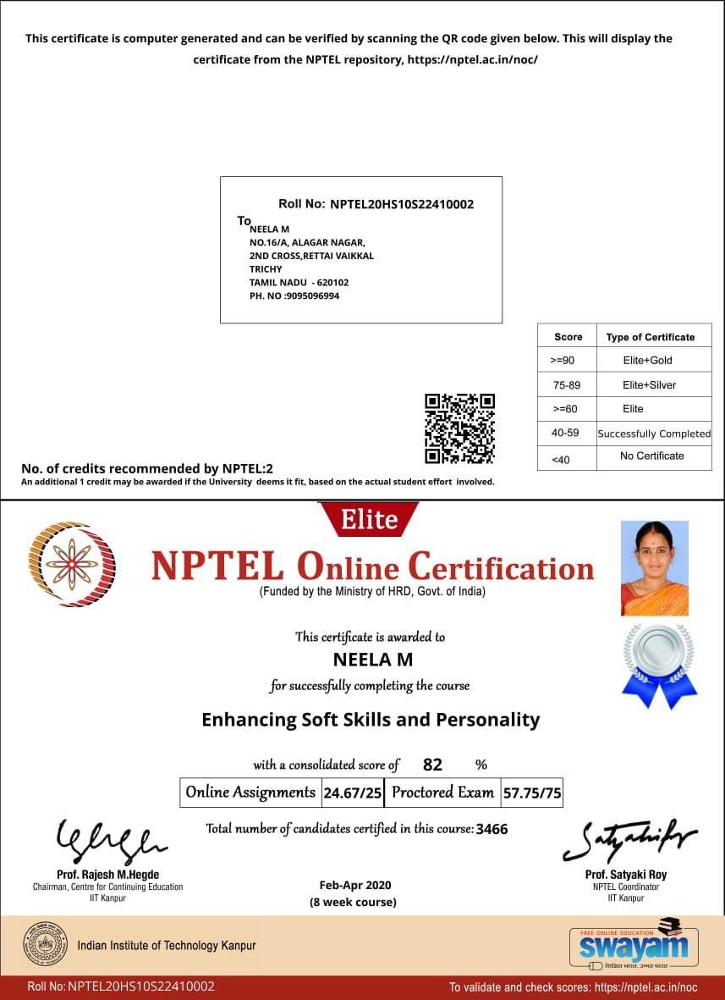 This certificate is computer generated and can be verified by scanning the QR code given below. This will display the
certificate from the NPTEL repository, https://nptel.ac.in/noc/
Roll No: NPTEL20HS10S22410002
To
NEELA M
NO.16/A, ALAGAR NAGAR,
2ND CROSS,RETTAI VAIKKAL
TRICHY
TAMIL NADU - 620102
PH. NO :9095096994
Score Type of Certificate
>=90 Elite+Gold
75-89 Elite+Silver
>=60 Elite
40-59 Successfully Completed
<40 No Certificate
No. of credits recommended by NPTEL:2
An additional 1 credit may be awarded if the University deems it fit, based on the actual student effort involved.
Elite
NPTEL Online Certification
(Funded by the Ministry of HRD, Govt. of India)
This certificate is awarded to
NEELA M
for successfully completing the course
Enhancing Soft Skills and Personality
with a consolidated score of 82 %
Online Assignments 24.67/25 Proctored Exam 57.75/75
Total number of candidates certified in this course: 3466
Prof. Rajesh M.Hegde
Chairman, Centre for Continuing Education
IIT Kanpur
Feb-Apr 2020
(8 week course)
Prof. Satyaki Roy
NPTEL Coordinator
IIT Kanpur
Indian Institute of Technology Kanpur
FREE ONLINE EDUCATION
swayam
शिक्षित भारत, उन्नत भारत
Roll No: NPTEL20HS10S22410002
To validate and check scores: https://nptel.ac.in/noc